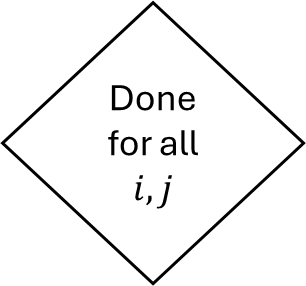 Done
for all
i, j